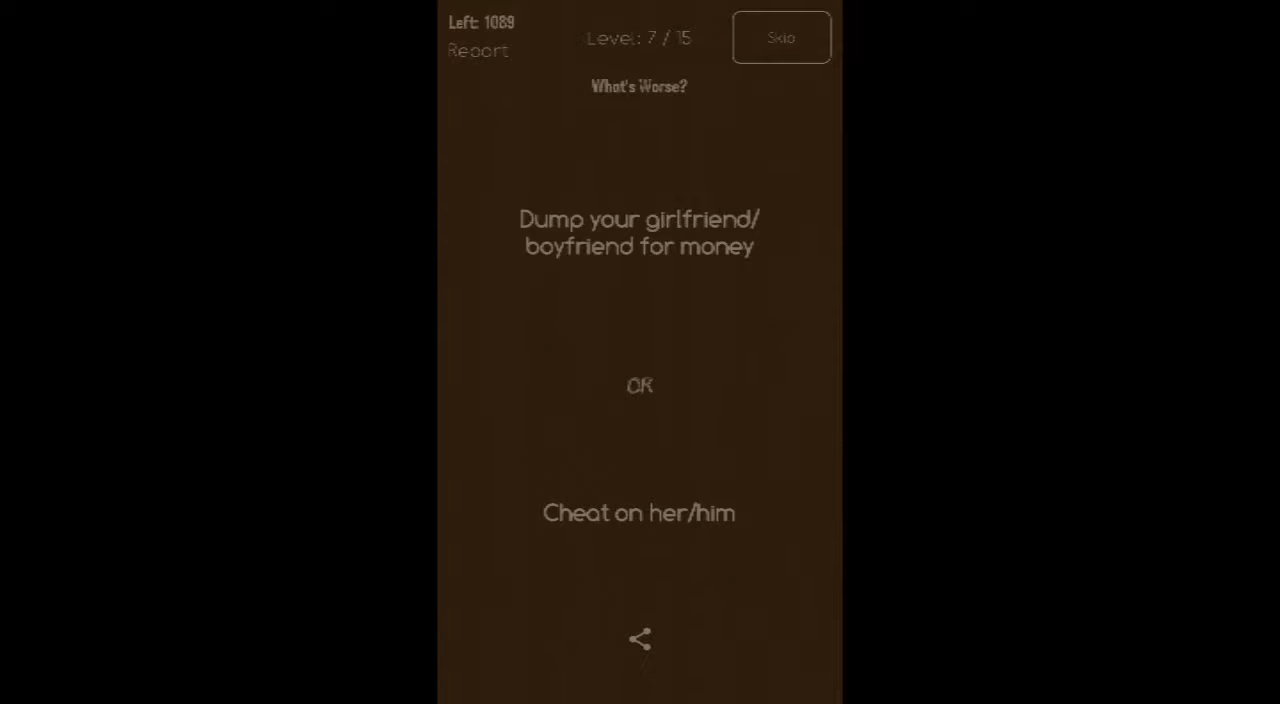 Left: 1089
Level: 7 / 15
Skip
Report
What's Worse?
Dump your girlfriend/
boyfriend for money
OR
Cheat on her/him